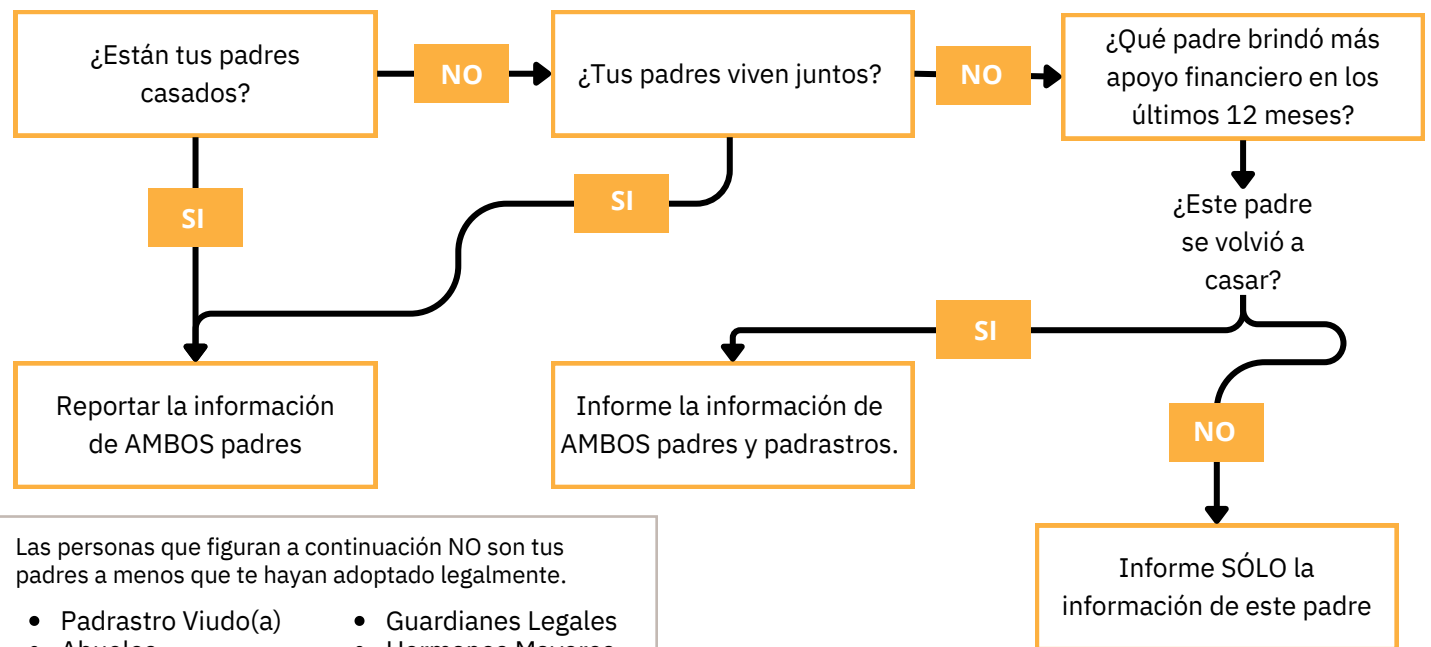 ¿Están tus padres
casados?
NO
¿Tus padres viven juntos?
NO
¿Qué padre brindó más
apoyo financiero en los
últimos 12 meses?
SI
SI
¿Este padre
se volvió a
casar?
SI
NO
Reportar la información
de AMBOS padres
Informe la información de
AMBOS padres y padrastros.
Informe SÓLO la
información de este padre
Las personas que figuran a continuación NO son tus
padres a menos que te hayan adoptado legalmente.
• Padrastro Viudo(a)
• Abuelos
• Guardianes Legales
• Hermanos Mayores